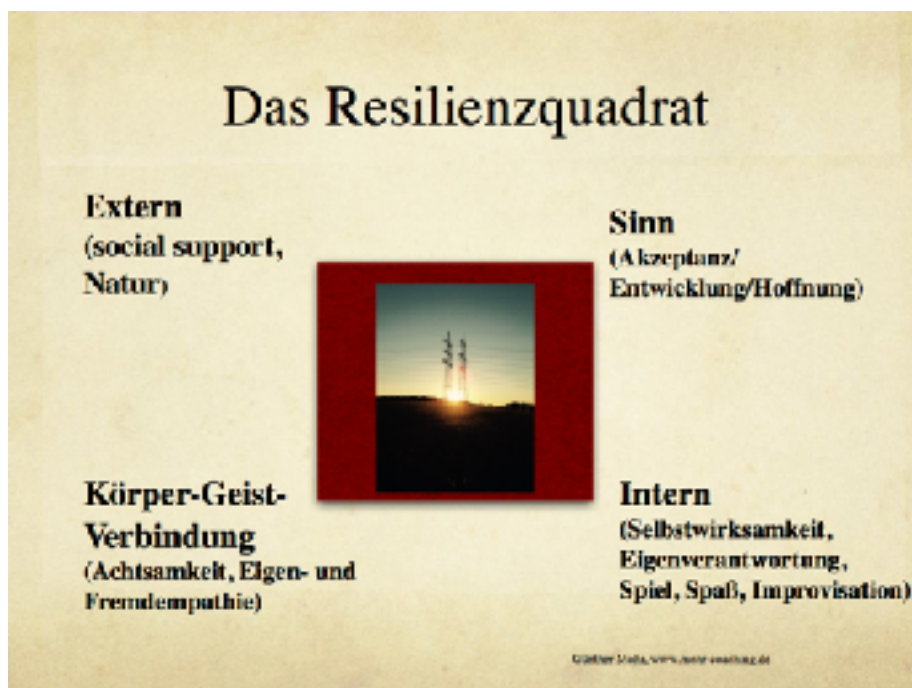 Das Resilienzquadrat
Extern
(social support,
Natur)
Sinn
(Akzeptanz/
Entwicklung/Hoffnung)
Körper-Geist-
Verbindung
(Achtsamkeit, Eigen- und
Fremdempathie)
Intern
(Selbstwirksamkeit,
Eigenverantwortung,
Spiel, Spaß, Improvisation)
Günther